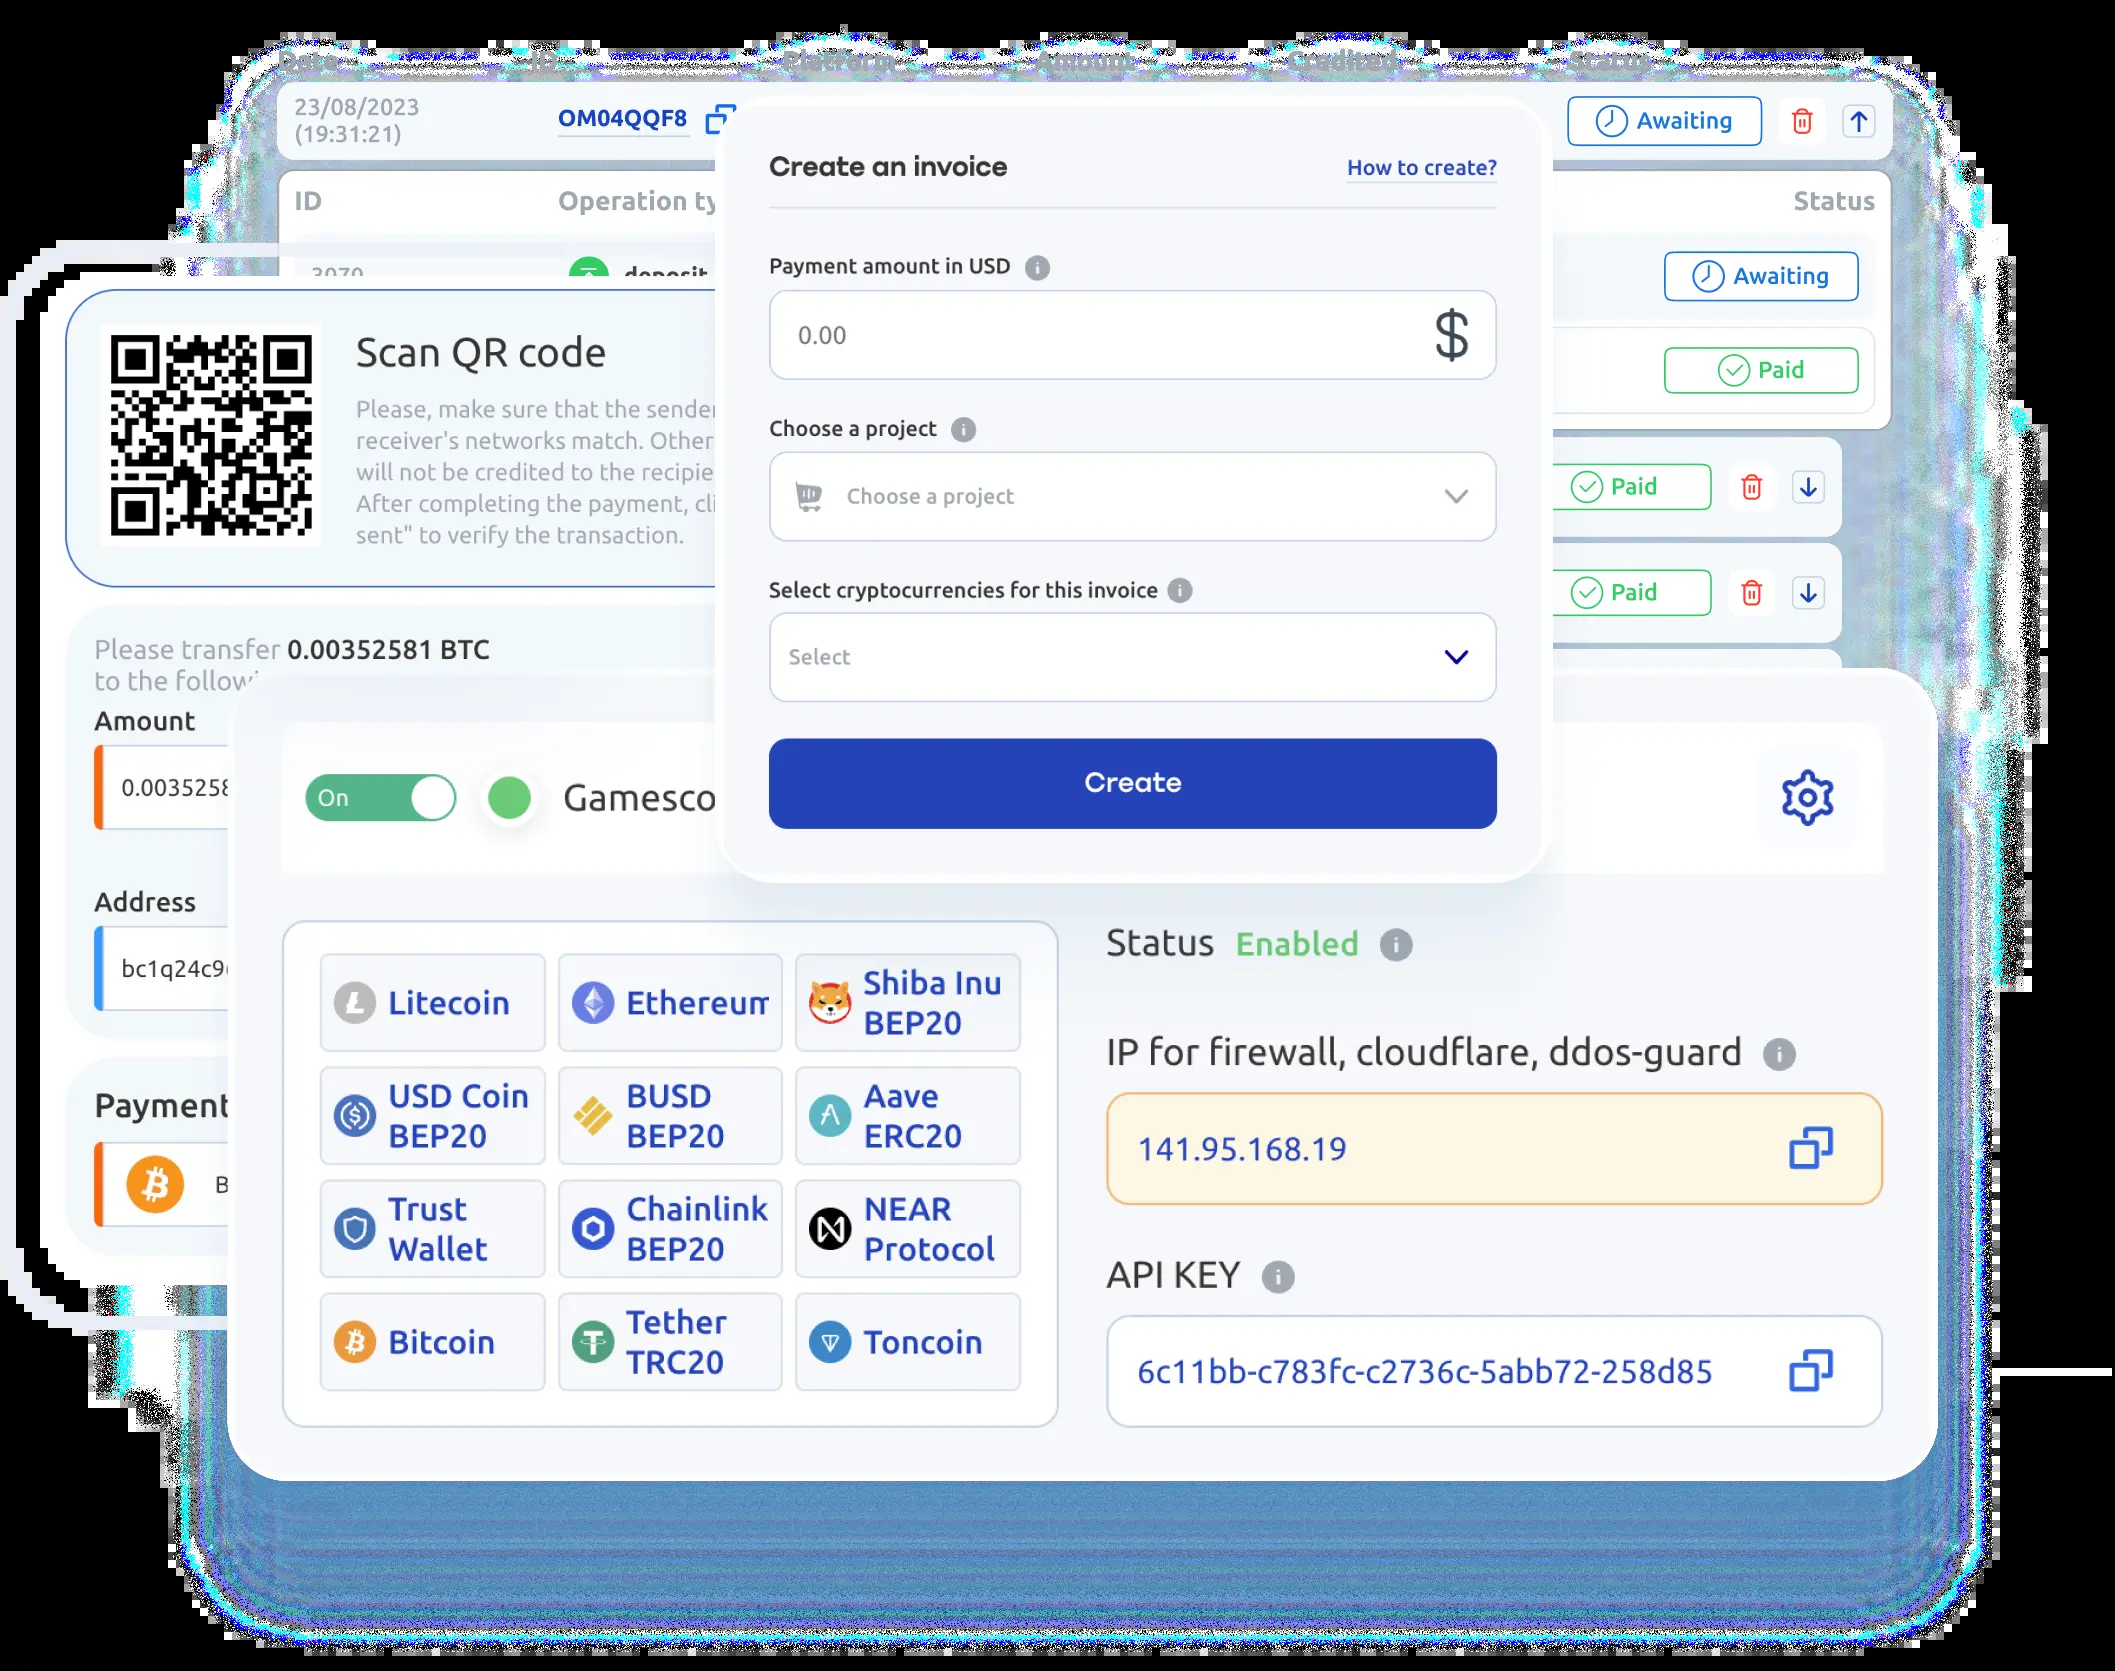 Date ID Platform Amount Credited Status
23/08/2023
(19:31:21)
OM04QQF8
Awaiting
ID Operation ty Status
3070 deposit Awaiting
Paid
Paid
Paid
Scan QR code
Please, make sure that the sender
receiver's networks match. Other
will not be credited to the recipie
After completing the payment, cli
sent" to verify the transaction.
Please transfer 0.00352581 BTC
to the followi
Amount
0.0035258
Address
bc1q24c9
Payment
B
Create an invoice
How to create?
Payment amount in USD
0.00 $
Choose a project
Choose a project
Select cryptocurrencies for this invoice
Select
Create
On Gamesco
Litecoin
Ethereum
Shiba Inu
BEP20
USD Coin
BEP20
BUSD
BEP20
Aave
ERC20
Trust
Wallet
Chainlink
BEP20
NEAR
Protocol
Bitcoin
Tether
TRC20
Toncoin
Status Enabled
IP for firewall, cloudflare, ddos-guard
141.95.168.19
API KEY
6c11bb-c783fc-c2736c-5abb72-258d85